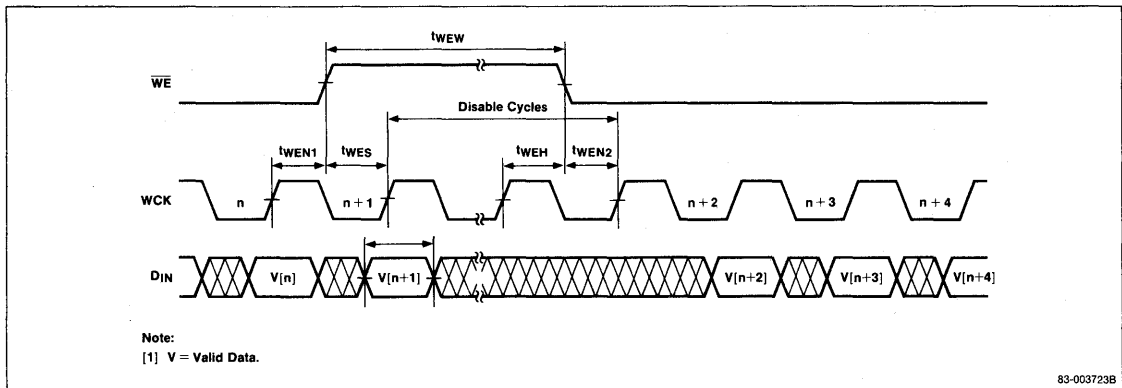 tWEW
WE
Disable Cycles
tWEN1 tWES tWEH tWEN2
WCK n n + 1 n + 2 n + 3 n + 4
DIN V[n] V[n+1] V[n+2] V[n+3] V[n+4]
Note:
[1] V = Valid Data.
83-003723B